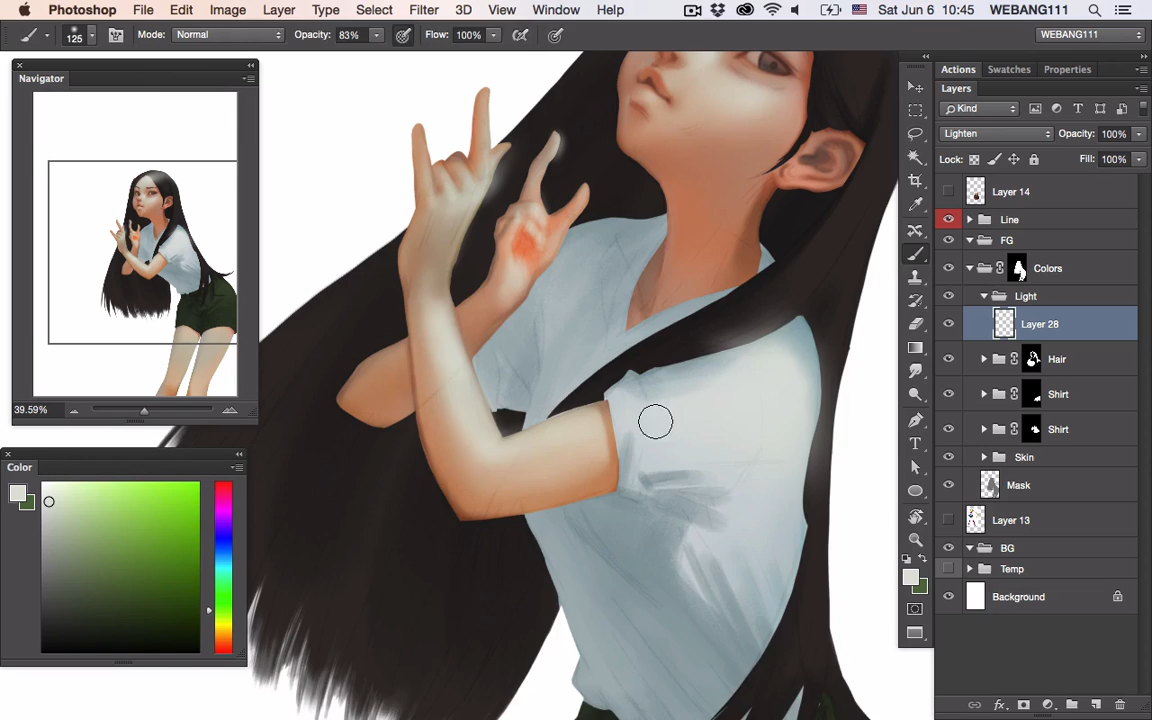 Photoshop File Edit Image Layer Type Select Filter 3D View Window Help Sat Jun 6 10:45 WEBANG111
125 Mode: Normal Opacity: 83% Flow: 100% WEBANG111
Navigator
39.59%
Color
Actions Swatches Properties
Layers
Kind
Lighten Opacity: 100%
Lock: Fill: 100%
Layer 14
Line
FG
Colors
Light
Layer 28
Hair
Shirt
Shirt
Skin
Mask
Layer 13
BG
Temp
Background